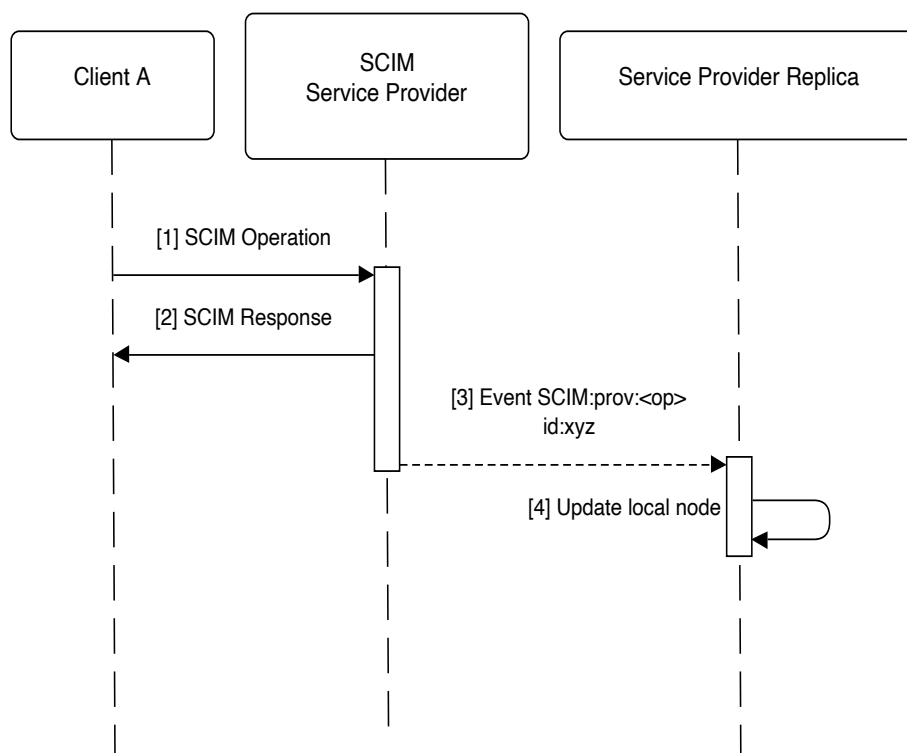 Client A
SCIM
Service Provider
Service Provider Replica
[1] SCIM Operation
[2] SCIM Response
[3] Event SCIM:prov:<op>
id:xyz
[4] Update local node